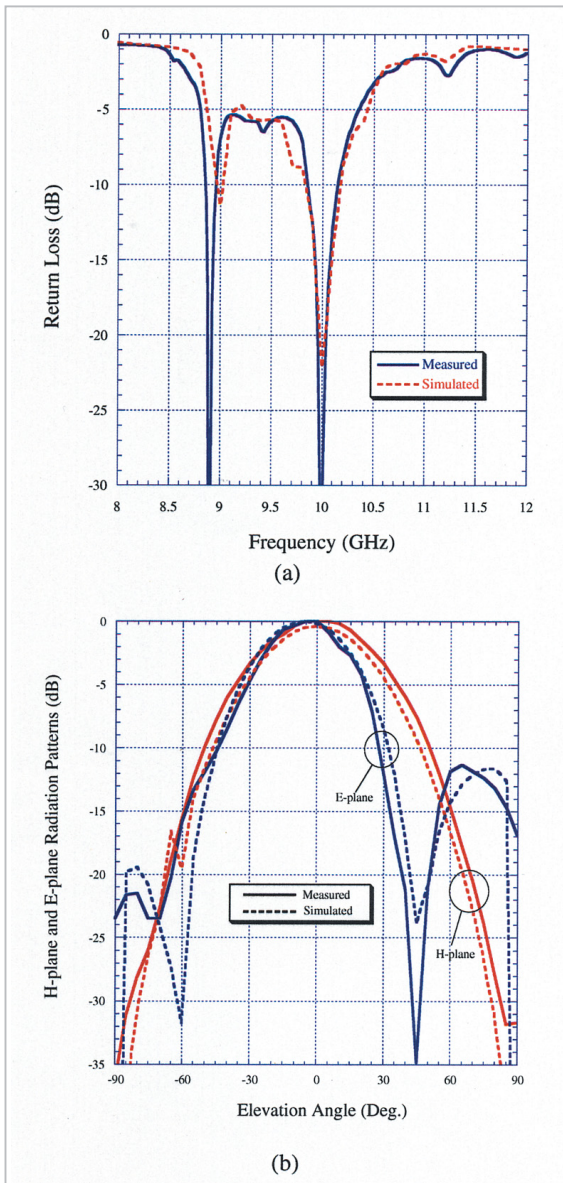 0
-5
-10
-15
-20
-25
-30
Return Loss (dB)
Measured
Simulated
8 8.5 9 9.5 10 10.5 11 11.5 12
Frequency (GHz)
(a)
0
-5
-10
-15
-20
-25
-30
-35
H-plane and E-plane Radiation Patterns (dB)
E-plane
Measured
Simulated
H-plane
-90 -60 -30 0 30 60 90
Elevation Angle (Deg.)
(b)